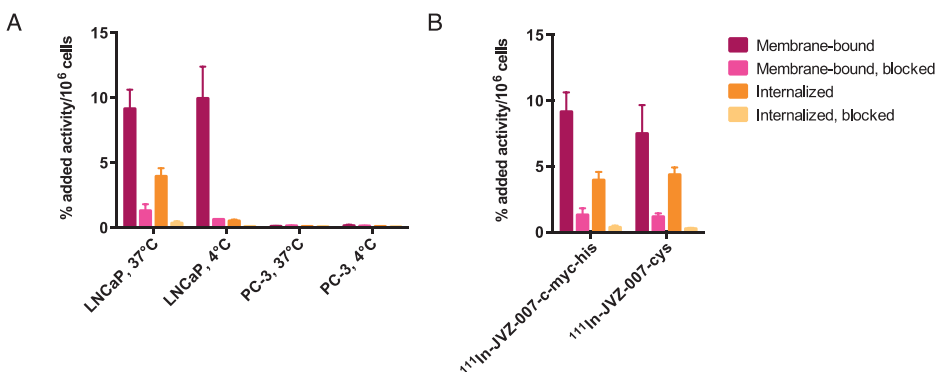 A
% added activity/10⁶ cells
15
10
5
0
LNCaP, 37°C
LNCaP, 4°C
PC-3, 37°C
PC-3, 4°C
B
% added activity/10⁶ cells
15
10
5
0
¹¹¹In-JVZ-007-c-myc-his
¹¹¹In-JVZ-007-cys
Membrane-bound
Membrane-bound, blocked
Internalized
Internalized, blocked